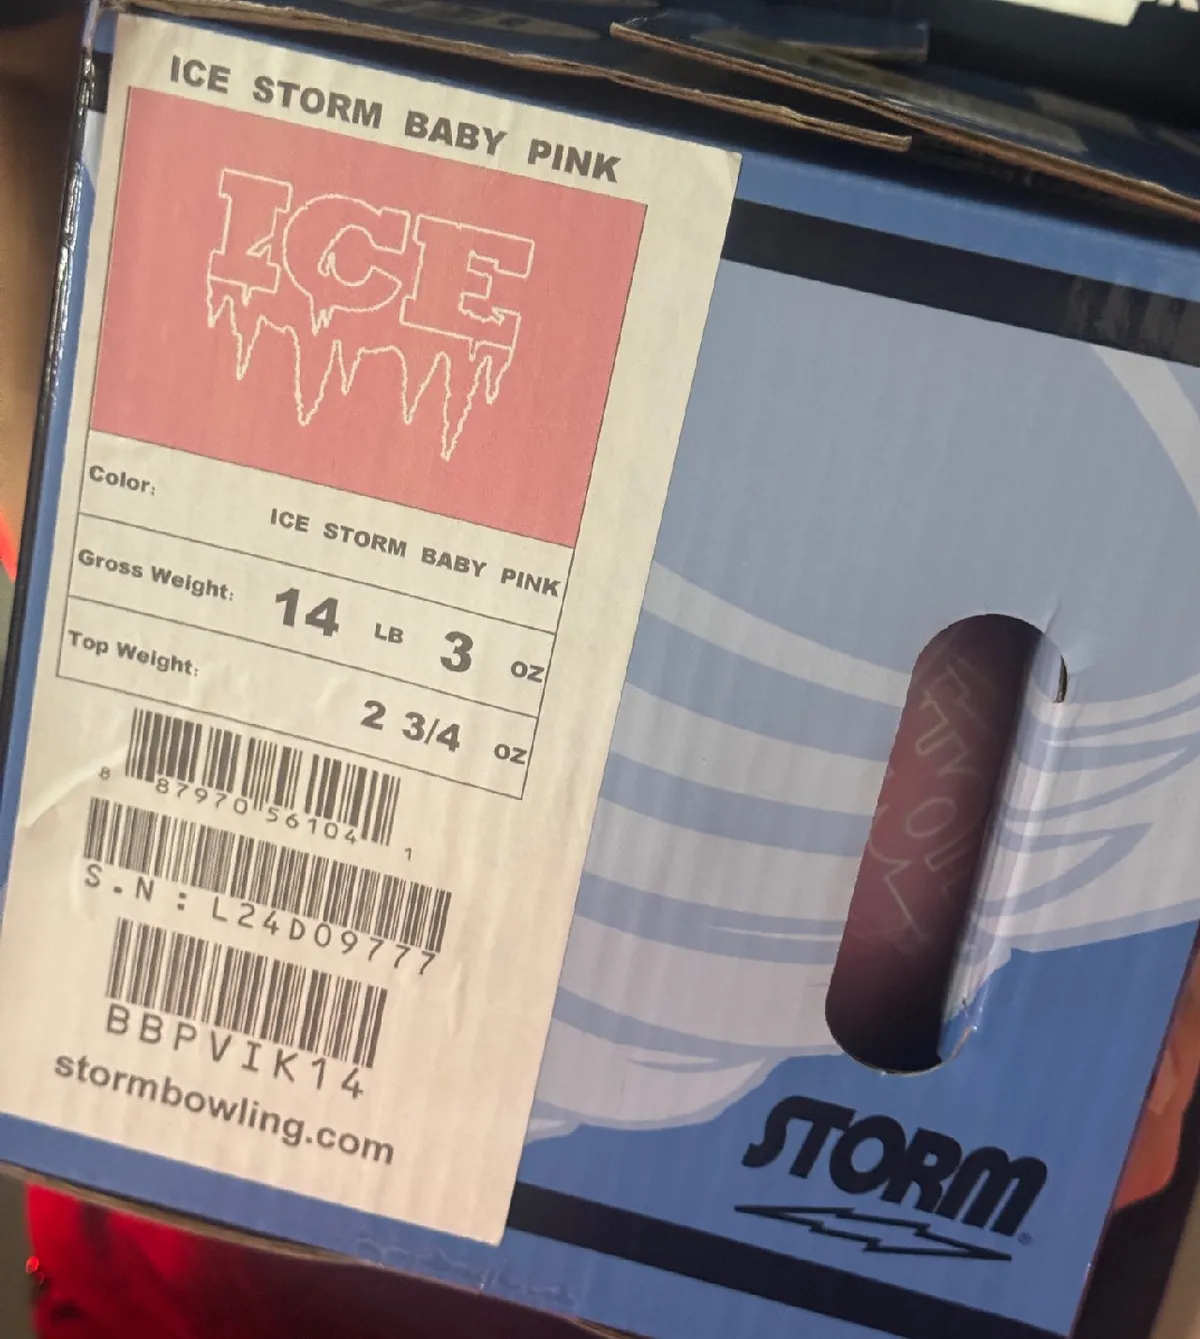 ICE STORM BABY PINK
ICE
Color:
ICE STORM BABY PINK
Gross Weight: 14 LB 3 OZ
Top Weight:
2 3/4 OZ
8 87970 56104 1
S.N : L24D09777
BBPVIK14
stormbowling.com
STORM